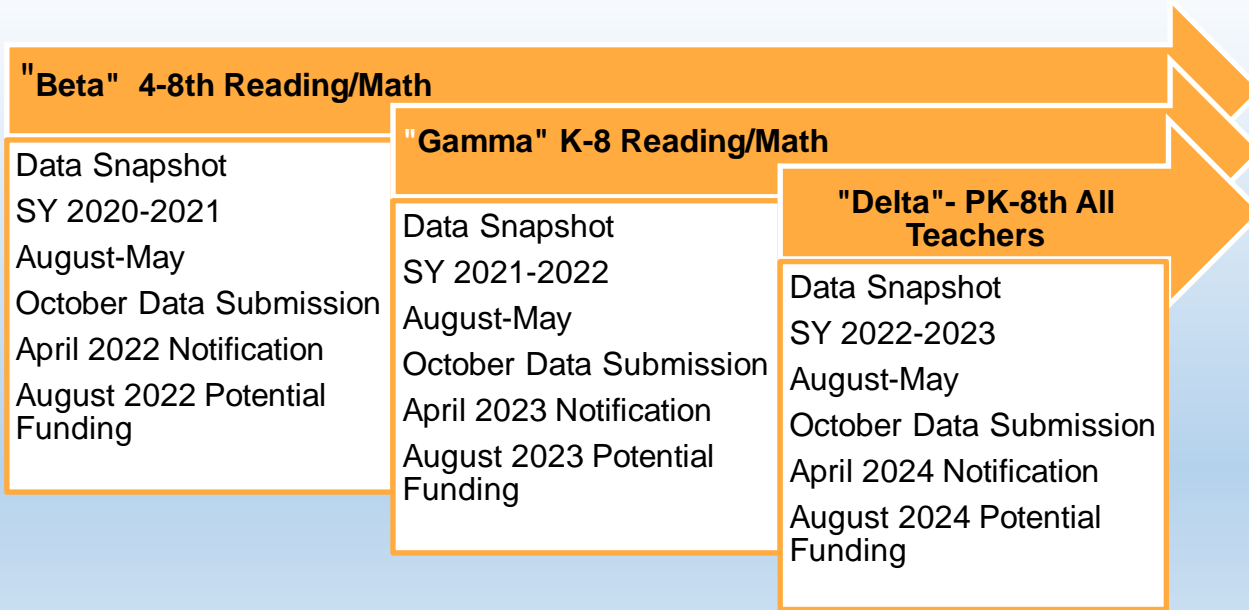 "Beta"  4-8th Reading/Math
Data Snapshot
SY 2020-2021
August-May
October Data Submission
April 2022 Notification
August 2022 Potential
Funding
"Gamma" K-8 Reading/Math
Data Snapshot
SY 2021-2022
August-May
October Data Submission
April 2023 Notification
August 2023 Potential
Funding
"Delta"- PK-8th All
Teachers
Data Snapshot
SY 2022-2023
August-May
October Data Submission
April 2024 Notification
August 2024 Potential
Funding